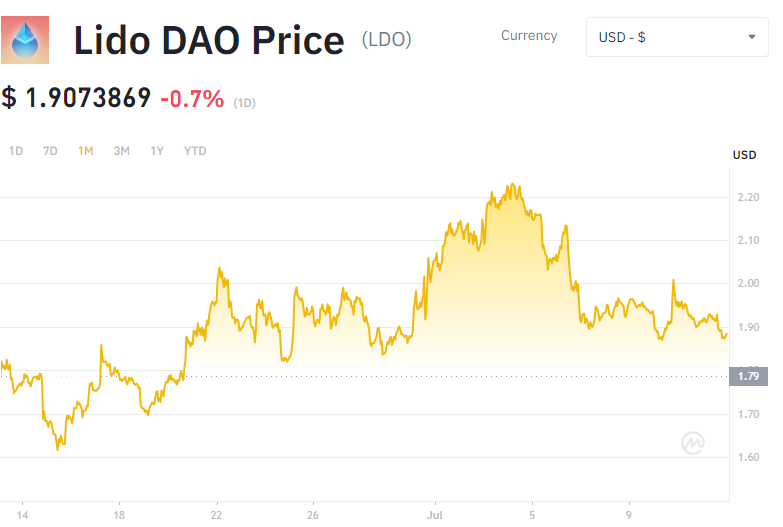 Lido DAO Price (LDO)
Currency
USD - $
$ 1.9073869 -0.7% (1D)
1D 7D 1M 3M 1Y YTD
USD
2.20
2.10
2.00
1.90
1.79
1.70
1.60
14 18 22 26 Jul 5 9